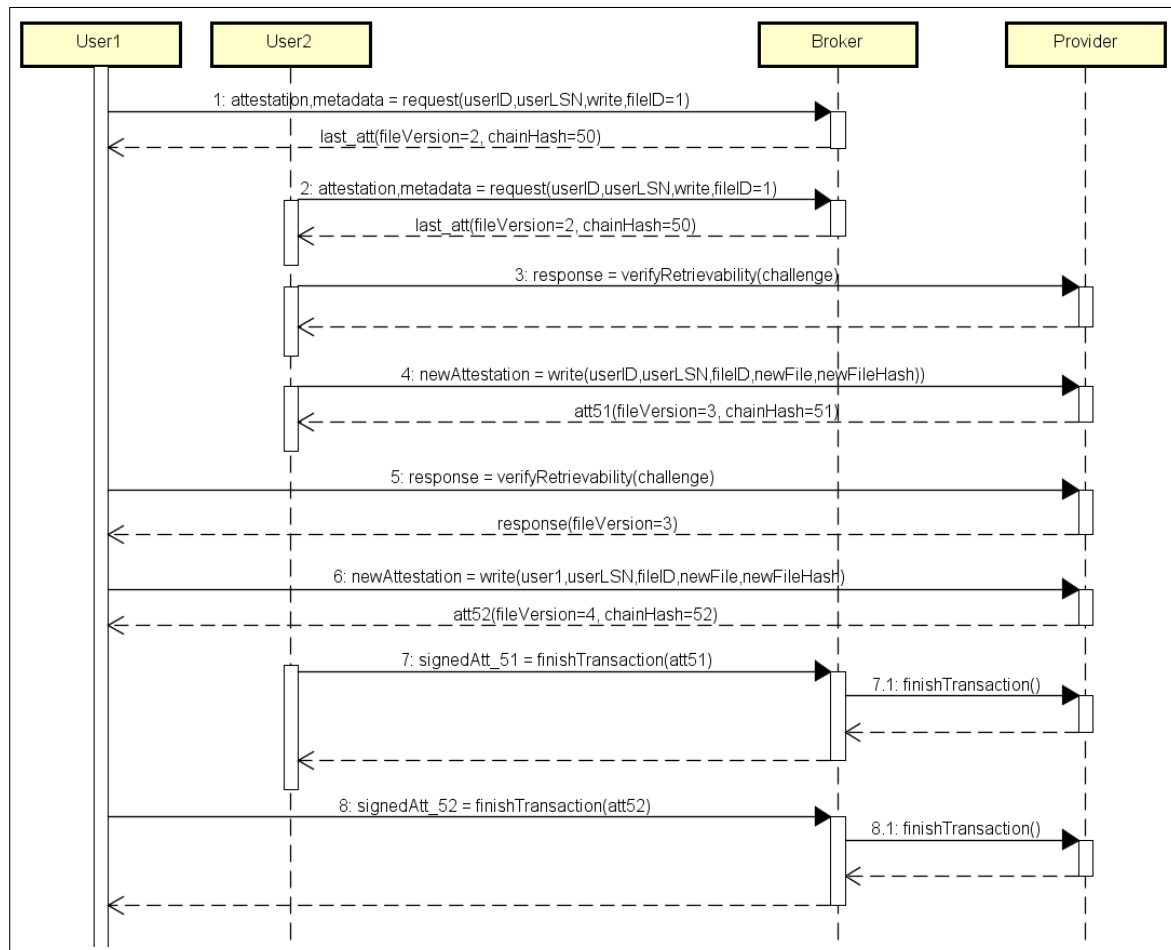 User1
User2
Broker
Provider
1: attestation,metadata = request(userID,userLSN,write,fileID=1)
last_att(fileVersion=2, chainHash=50)
2: attestation,metadata = request(userID,userLSN,write,fileID=1)
last_att(fileVersion=2, chainHash=50)
3: response = verifyRetrievability(challenge)
4: newAttestation = write(userID,userLSN,fileID,newFile,newFileHash))
att51(fileVersion=3, chainHash=51)
5: response = verifyRetrievability(challenge)
response(fileVersion=3)
6: newAttestation = write(user1,userLSN,fileID,newFile,newFileHash)
att52(fileVersion=4, chainHash=52)
7: signedAtt_51 = finishTransaction(att51)
7.1: finishTransaction()
8: signedAtt_52 = finishTransaction(att52)
8.1: finishTransaction()